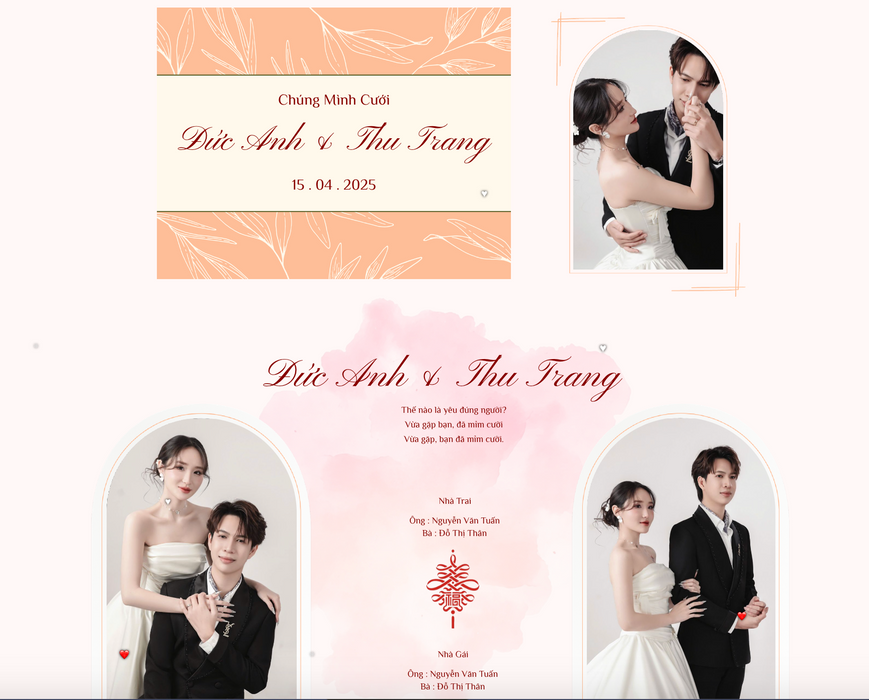 Chúng Mình Cưới
Đức Anh & Thu Trang
15 . 04 . 2025
Đức Anh & Thu Trang
Thế nào là yêu đúng người?
Vừa gặp bạn, đã mỉm cười
Vừa gặp, bạn đã mỉm cười.
Nhà Trai
Ông : Nguyễn Văn Tuấn
Bà : Đỗ Thị Thân
福
Nhà Gái
Ông : Nguyễn Văn Tuấn
Bà : Đỗ Thị Thân